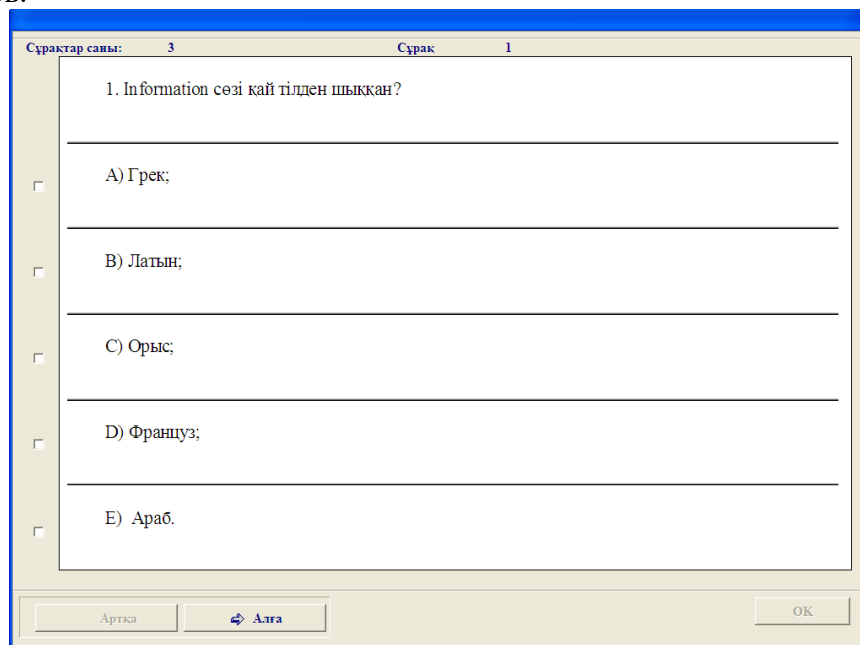 Сұрақтар саны: 3 Сұрақ 1
1. Information сөзі қай тілден шыққан?
A) Грек;
B) Латын;
C) Орыс;
D) Француз;
E) Араб.
Артқа Алға OK